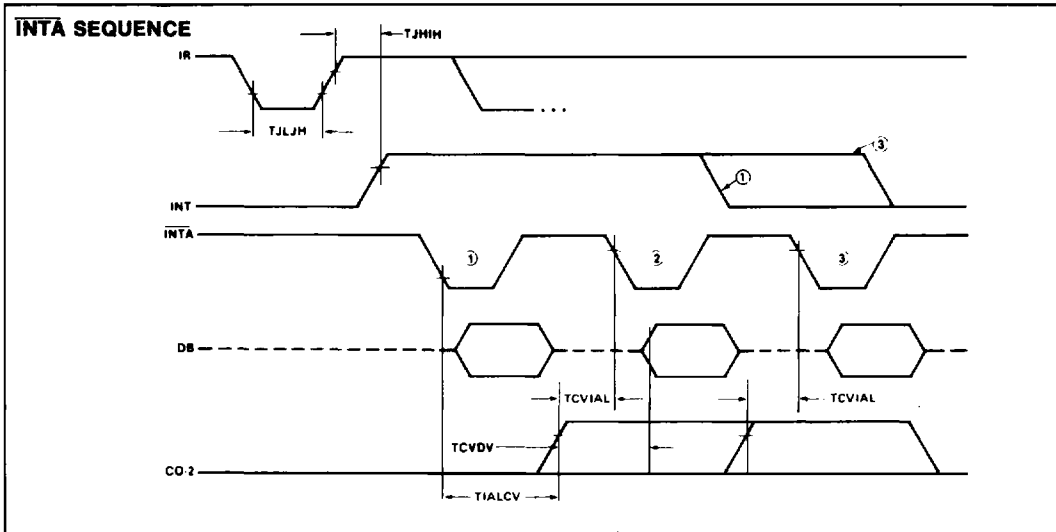 INTA SEQUENCE
TJHIH
IR
TJLJH
...
③
①
INT
INTA
①
②
③
DB
TCVIAL
TCVIAL
TCVDV
CO-2
TIALCV